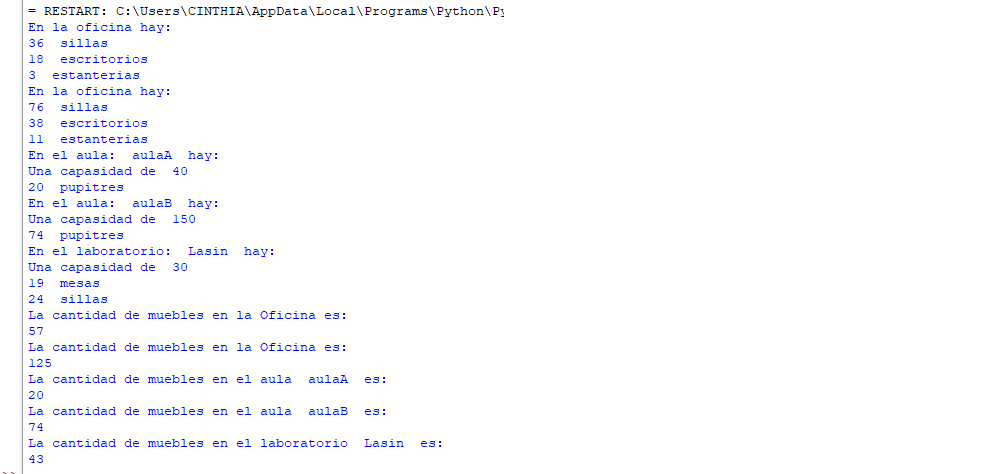 = RESTART: C:\Users\CINTHIA\AppData\Local\Programs\Python\Py
En la oficina hay:
36  sillas
18  escritorios
3  estanterias
En la oficina hay:
76  sillas
38  escritorios
11  estanterias
En el aula:  aulaA  hay:
Una capasidad de  40
20  pupitres
En el aula:  aulaB  hay:
Una capasidad de  150
74  pupitres
En el laboratorio:  Lasin  hay:
Una capasidad de  30
19  mesas
24  sillas
La cantidad de muebles en la Oficina es:
57
La cantidad de muebles en la Oficina es:
125
La cantidad de muebles en el aula  aulaA  es:
20
La cantidad de muebles en el aula  aulaB  es:
74
La cantidad de muebles en el laboratorio  Lasin  es:
43